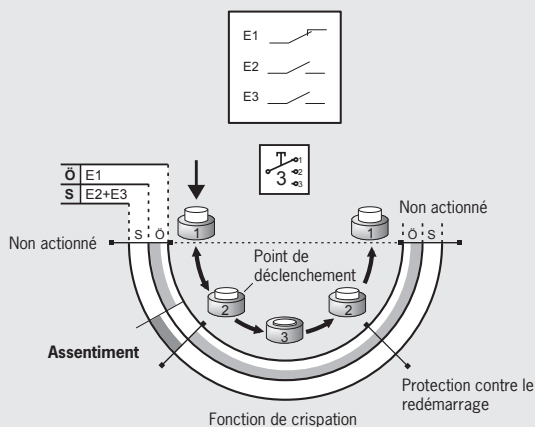 E1
E2
E3
1
2
3
3
Ö E1
S E2+E3
S Ö
1
1
Ö S
Non actionné
Non actionné
Point de
déclenchement
2
2
3
Assentiment
Protection contre le
redémarrage
Fonction de crispation